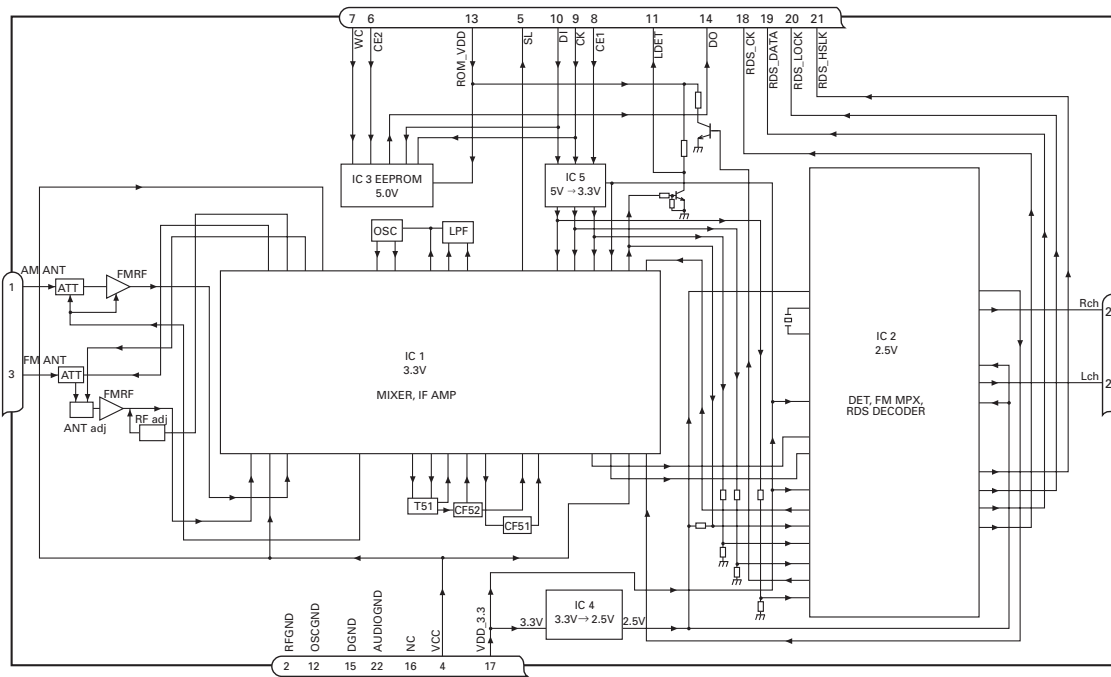 7 6 13 5 10 9 8 11 14 18 19 20 21
WC
CE2
ROM_VDD
SL
DI
CK
CE1
LDET
DO
RDS_CK
RDS_DATA
RDS_LOCK
RDS_HSLK
IC 3 EEPROM
5.0V
IC 5
5V → 3.3V
OSC
LPF
AM ANT
1
ATT
FMRF
FM ANT
3
ATT
FMRF
ANT adj
RF adj
IC 1
3.3V
MIXER, IF AMP
IC 2
2.5V
DET, FM MPX,
RDS DECODER
Rch
2
Lch
2
T51
CF52
CF51
IC 4
3.3V → 2.5V
3.3V
2.5V
RFGND
OSCGND
DGND
AUDIOGND
NC
VCC
VDD_3.3
2 12 15 22 16 4 17